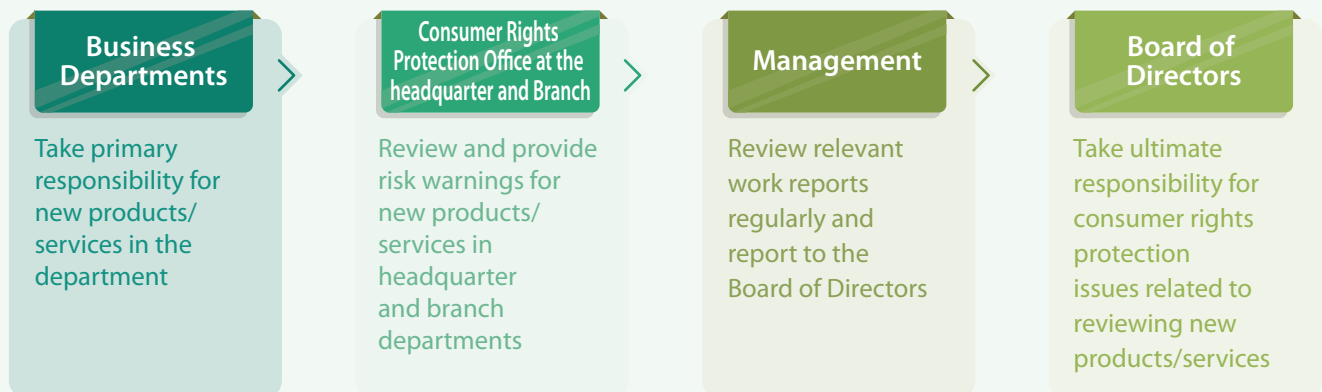 Business
Departments
Take primary
responsibility for
new products/
services in the
department
Consumer Rights
Protection Office at the
headquarter and Branch
Review and provide
risk warnings for
new products/
services in
headquarter
and branch
departments
Management
Review relevant
work reports
regularly and
report to the
Board of Directors
Board of
Directors
Take ultimate
responsibility for
consumer rights
protection
issues related to
reviewing new
products/services